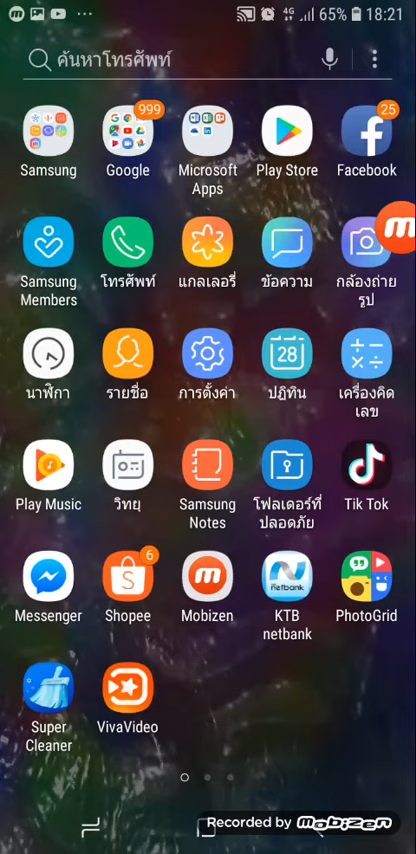 4G 65% 18:21
ค้นหาโทรศัพท์
999
25
Samsung Google Microsoft Apps Play Store Facebook
Samsung Members โทรศัพท์ แกลเลอรี่ ข้อความ กล้องถ่ายรูป
28
นาฬิกา รายชื่อ การตั้งค่า ปฏิทิน เครื่องคิดเลข
Play Music วิทยุ Samsung Notes โฟลเดอร์ที่ปลอดภัย Tik Tok
6
netbank
Messenger Shopee Mobizen KTB netbank PhotoGrid
Super Cleaner VivaVideo
Recorded by mobizen